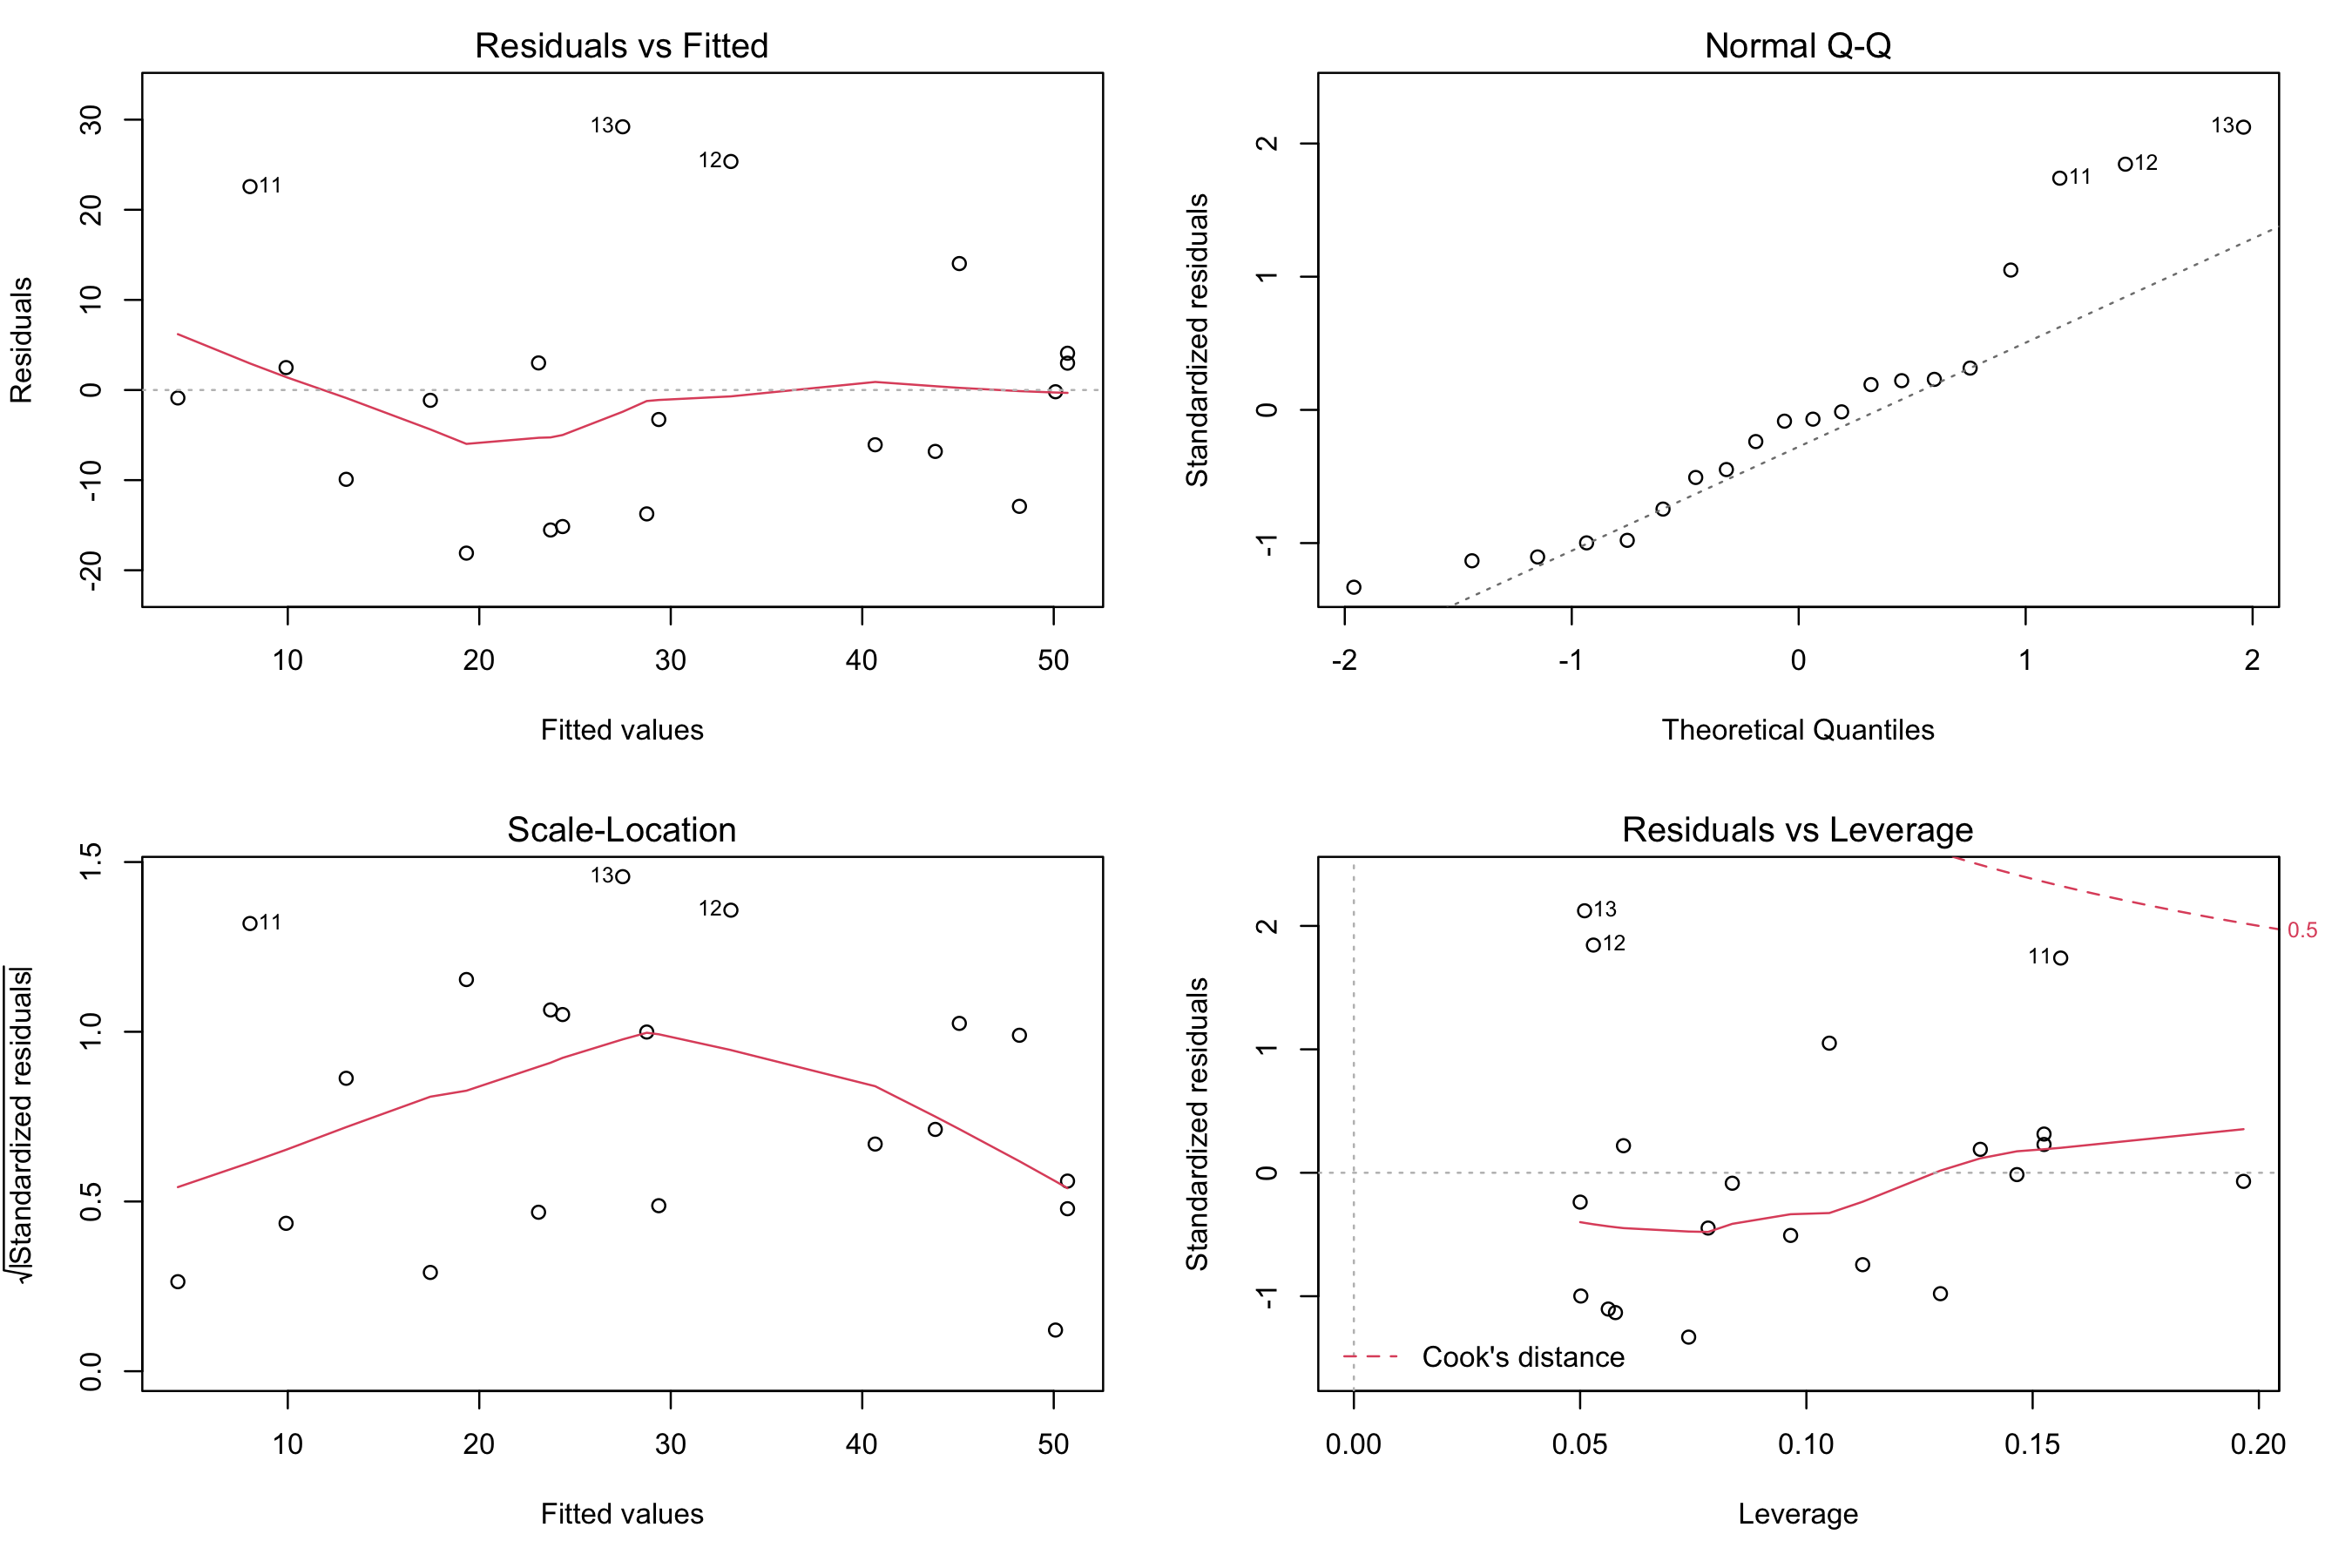 Residuals vs Fitted
Residuals
30
20
10
0
-10
-20
13
12
11
10 20 30 40 50
Fitted values
Normal Q-Q
Standardized residuals
2
1
0
-1
13
11
12
-2 -1 0 1 2
Theoretical Quantiles
Scale-Location
√|Standardized residuals|
1.5
1.0
0.5
0.0
13
12
11
10 20 30 40 50
Fitted values
Residuals vs Leverage
Standardized residuals
2
1
0
-1
13
12
11
0.5
Cook's distance
0.00 0.05 0.10 0.15 0.20
Leverage